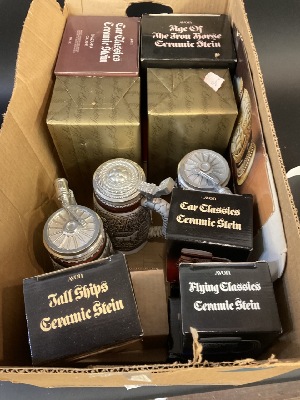 Car Classics
Ceramic Stein
AVON
Age Of
The Iron Horse
Ceramic Stein
AVON
Car Classics
Ceramic Stein
AVON
Tall Ships
Ceramic Stein
AVON
Flying Classics
Ceramic Stein